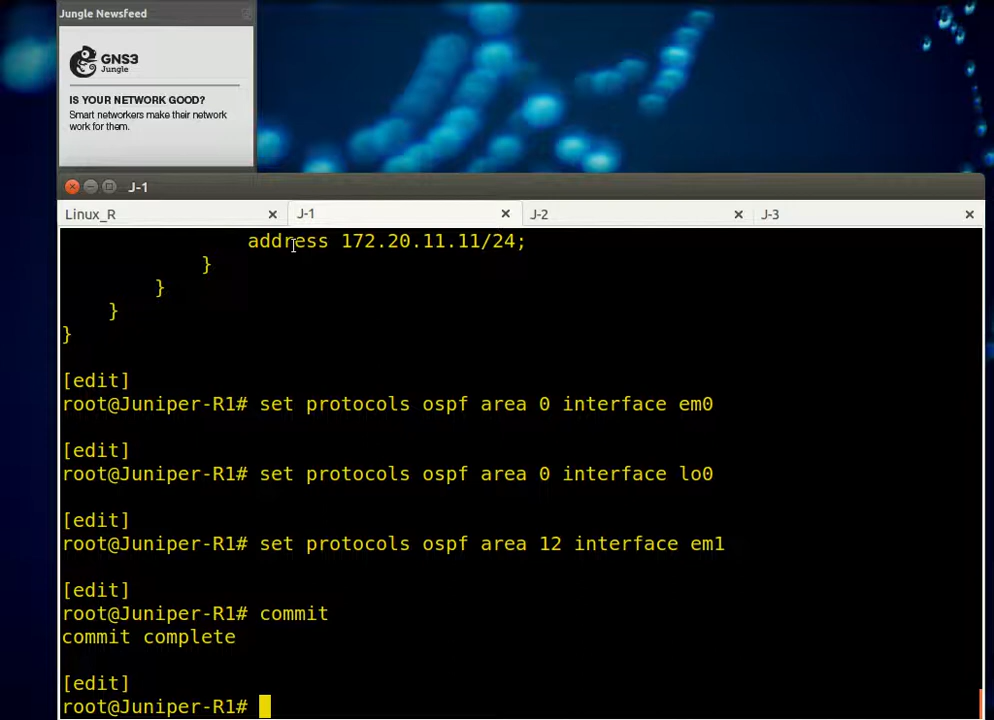 Jungle Newsfeed
GNS3
Jungle
IS YOUR NETWORK GOOD?
Smart networkers make their network
work for them.
J-1
Linux_R
J-1
J-2
J-3
address 172.20.11.11/24;
}
}
}
}
[edit]
root@Juniper-R1# set protocols ospf area 0 interface em0
[edit]
root@Juniper-R1# set protocols ospf area 0 interface lo0
[edit]
root@Juniper-R1# set protocols ospf area 12 interface em1
[edit]
root@Juniper-R1# commit
commit complete
[edit]
root@Juniper-R1#